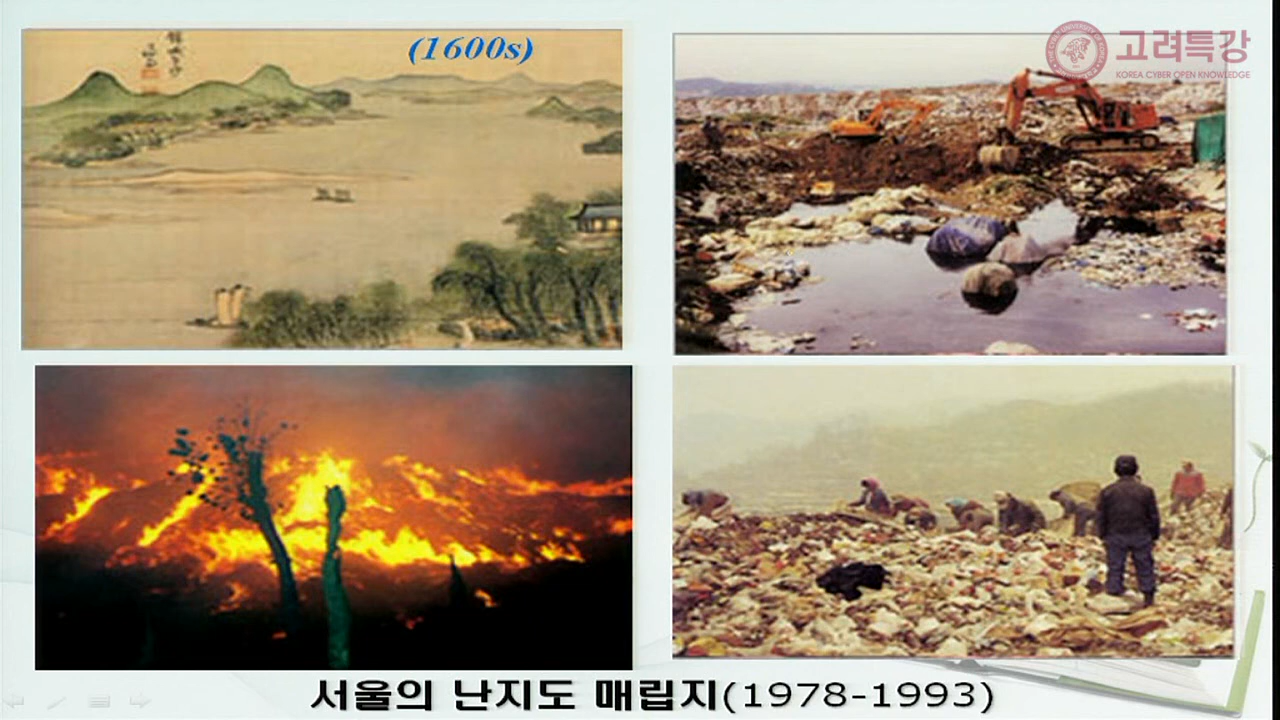 (1600s)
고려특강
KOREA CYBER OPEN KNOWLEDGE
서울의 난지도 매립지(1978-1993)